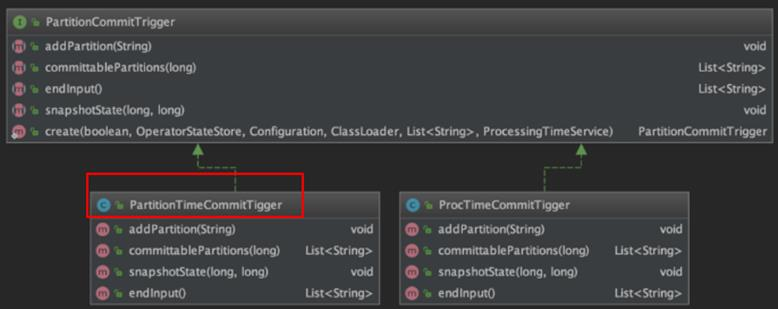 PartitionCommitTrigger
addPartition(String) void
committablePartitions(long) List<String>
endInput() List<String>
snapshotState(long, long) void
create(boolean, OperatorStateStore, Configuration, ClassLoader, List<String>, ProcessingTimeService) PartitionCommitTrigger
PartitionTimeCommitTigger
addPartition(String) void
committablePartitions(long) List<String>
snapshotState(long, long) void
endInput() List<String>
ProcTimeCommitTigger
addPartition(String) void
committablePartitions(long) List<String>
snapshotState(long, long) void
endInput() List<String>